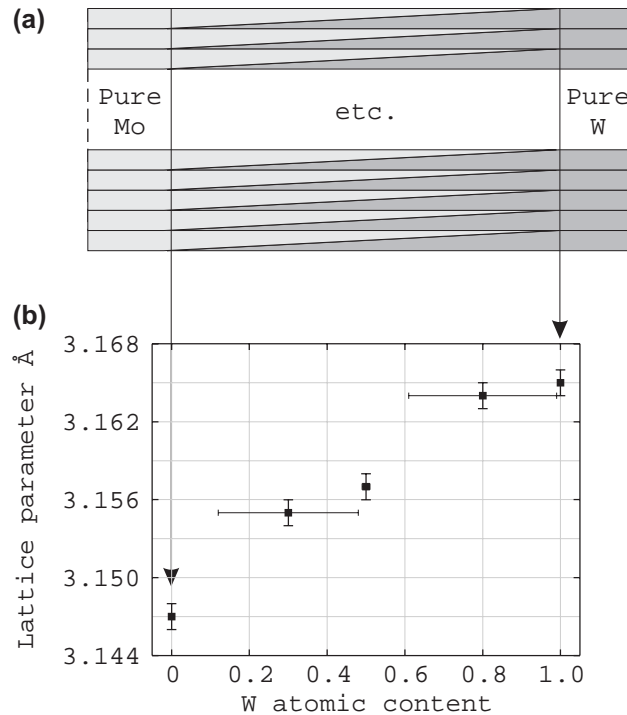 (a)
Pure
Mo
etc.
Pure
W
(b)
Lattice parameter Å
3.168
3.162
3.156
3.150
3.144
0 0.2 0.4 0.6 0.8 1.0
W atomic content